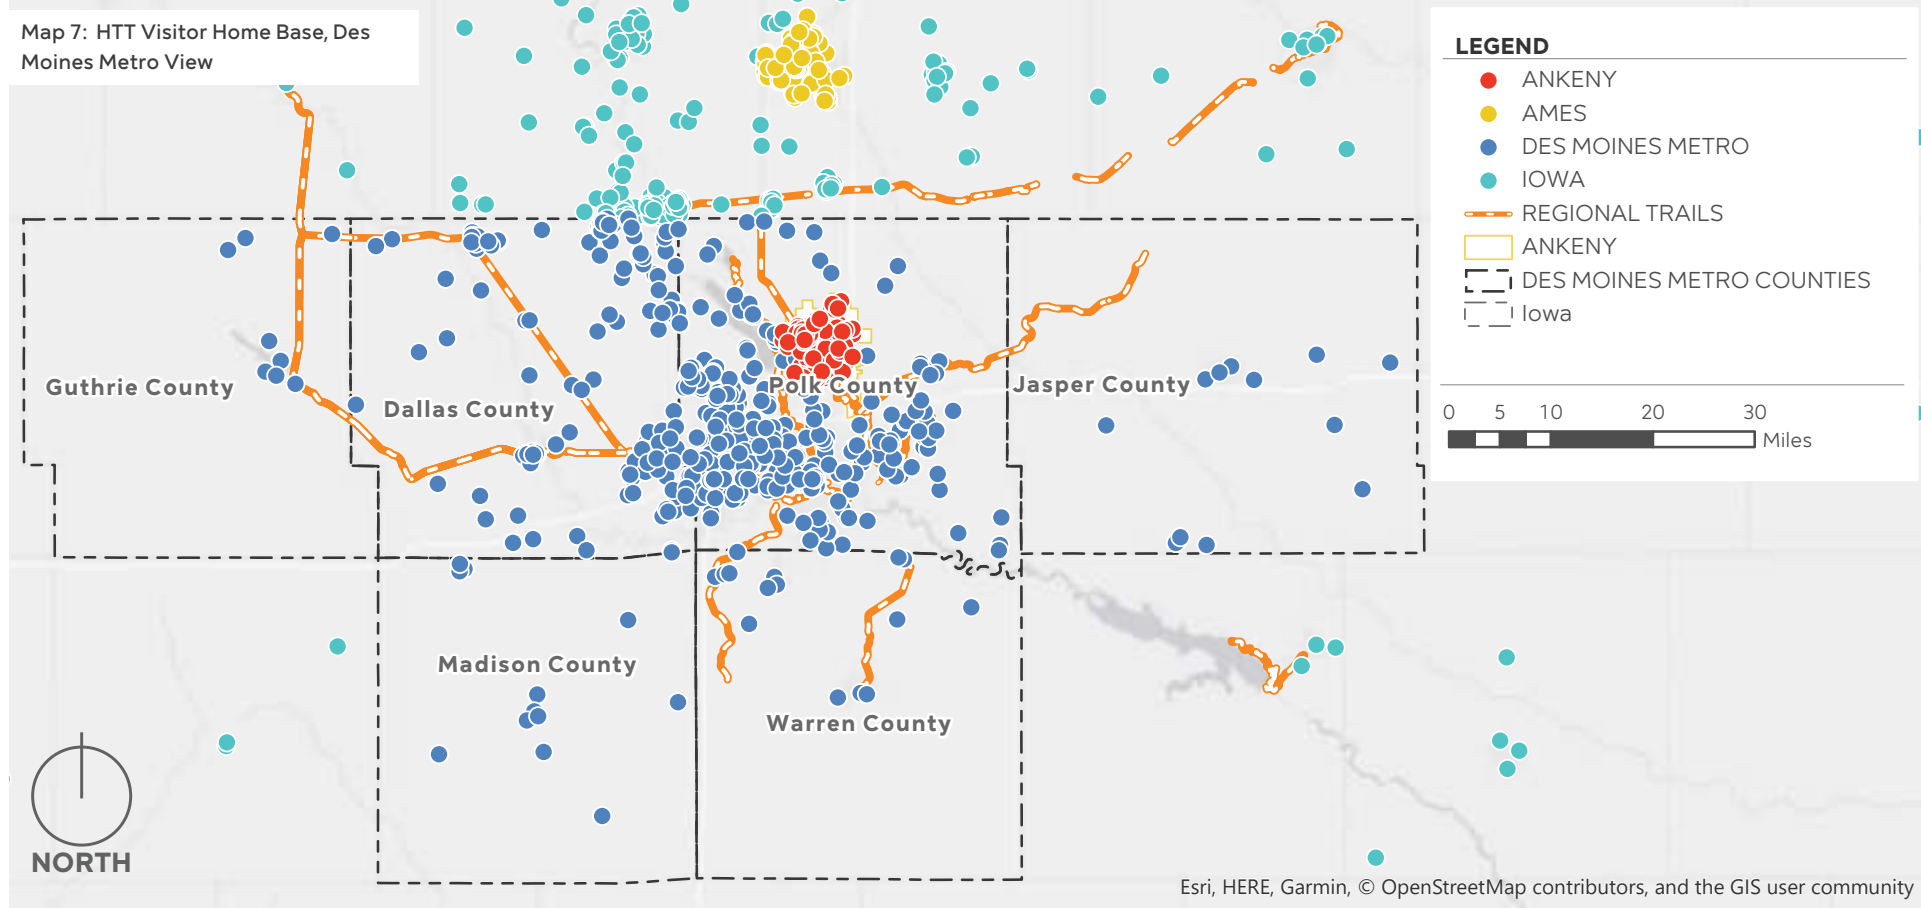 Map 7:  HTT Visitor Home Base, Des
Moines Metro View
LEGEND
ANKENY
AMES
DES MOINES METRO
IOWA
REGIONAL TRAILS
ANKENY
DES MOINES METRO COUNTIES
Iowa
0 5 10 20 30
Miles
Guthrie County
Dallas County
Polk County
Jasper County
Madison County
Warren County
NORTH
Esri, HERE, Garmin, © OpenStreetMap contributors, and the GIS user community